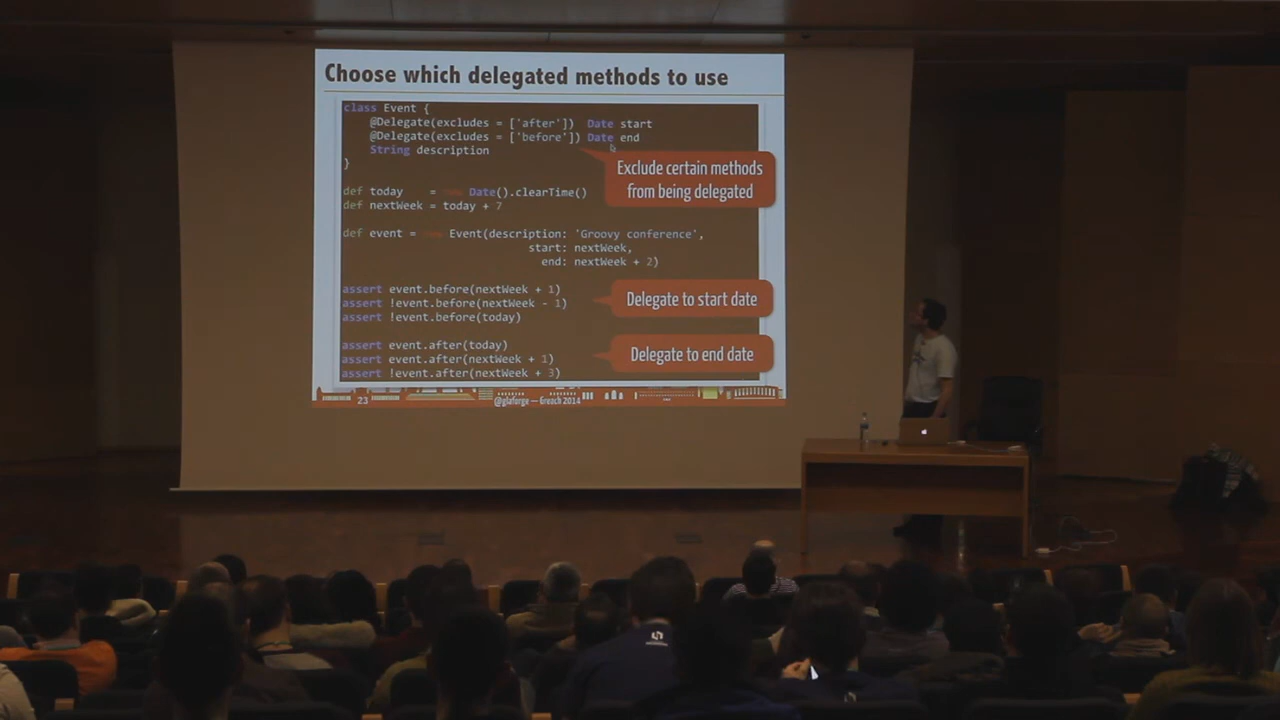 Choose which delegated methods to use
class Event {
@Delegate(excludes = ['after']) Date start
@Delegate(excludes = ['before']) Date end
String description
}
Exclude certain methods
from being delegated
def today = new Date().clearTime()
def nextWeek = today + 7
def event = new Event(description: 'Groovy conference',
start: nextWeek,
end: nextWeek + 2)
assert event.before(nextWeek + 1)
assert !event.before(nextWeek - 1)
assert !event.before(today)
Delegate to start date
assert event.after(today)
assert event.after(nextWeek + 1)
assert !event.after(nextWeek + 3)
Delegate to end date
23
@glaforge — Greach 2014